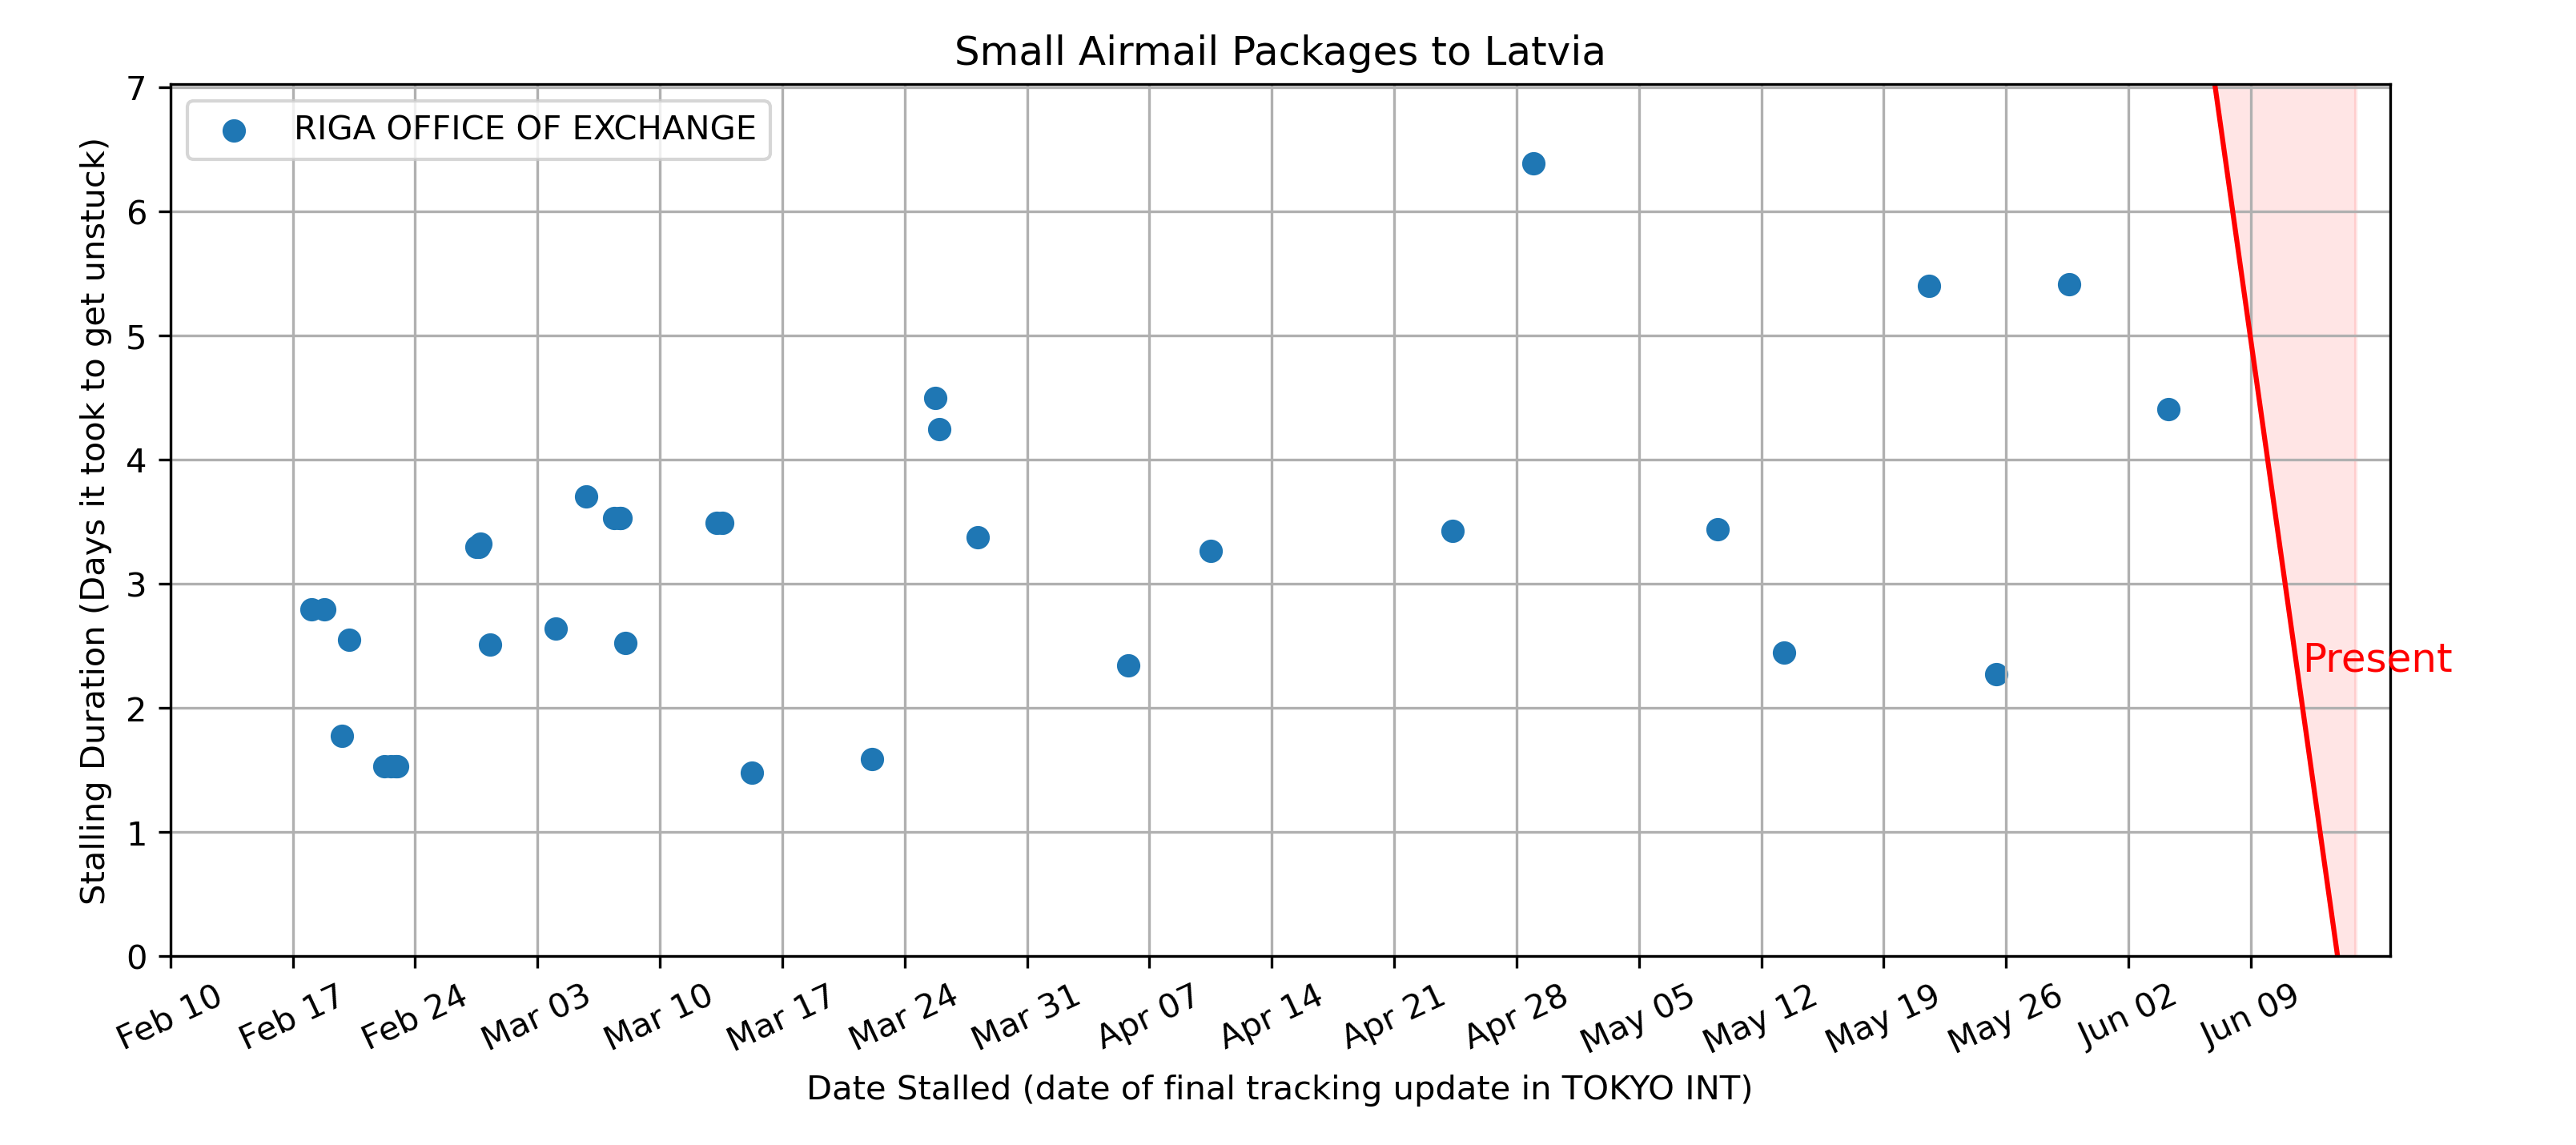 Small Airmail Packages to Latvia
RIGA OFFICE OF EXCHANGE
Stalling Duration (Days it took to get unstuck)
7
6
5
4
3
2
1
0
Present
Feb 10
Feb 17
Feb 24
Mar 03
Mar 10
Mar 17
Mar 24
Mar 31
Apr 07
Apr 14
Apr 21
Apr 28
May 05
May 12
May 19
May 26
Jun 02
Jun 09
Date Stalled (date of final tracking update in TOKYO INT)